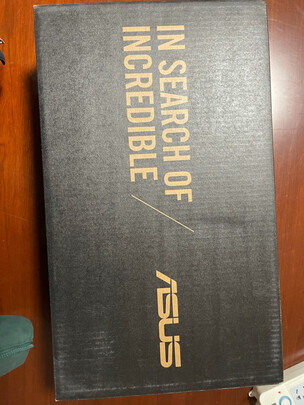 IN SEARCH OF
INCREDIBLE
ASUS